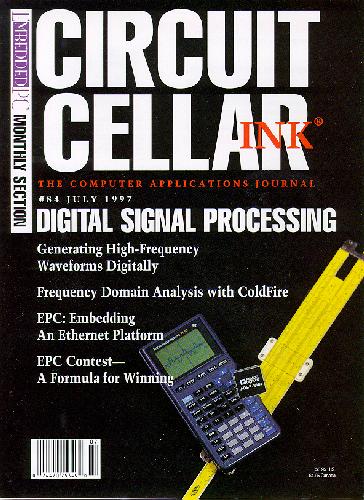 EMBEDDED PC MONTHLY SECTION
CIRCUIT
CELLAR
INK®
THE COMPUTER APPLICATIONS JOURNAL
#84 JULY 1997
DIGITAL SIGNAL PROCESSING
Generating High-Frequency
Waveforms Digitally
Frequency Domain Analysis with ColdFire
EPC: Embedding
An Ethernet Platform
EPC Contest—
A Formula for Winning